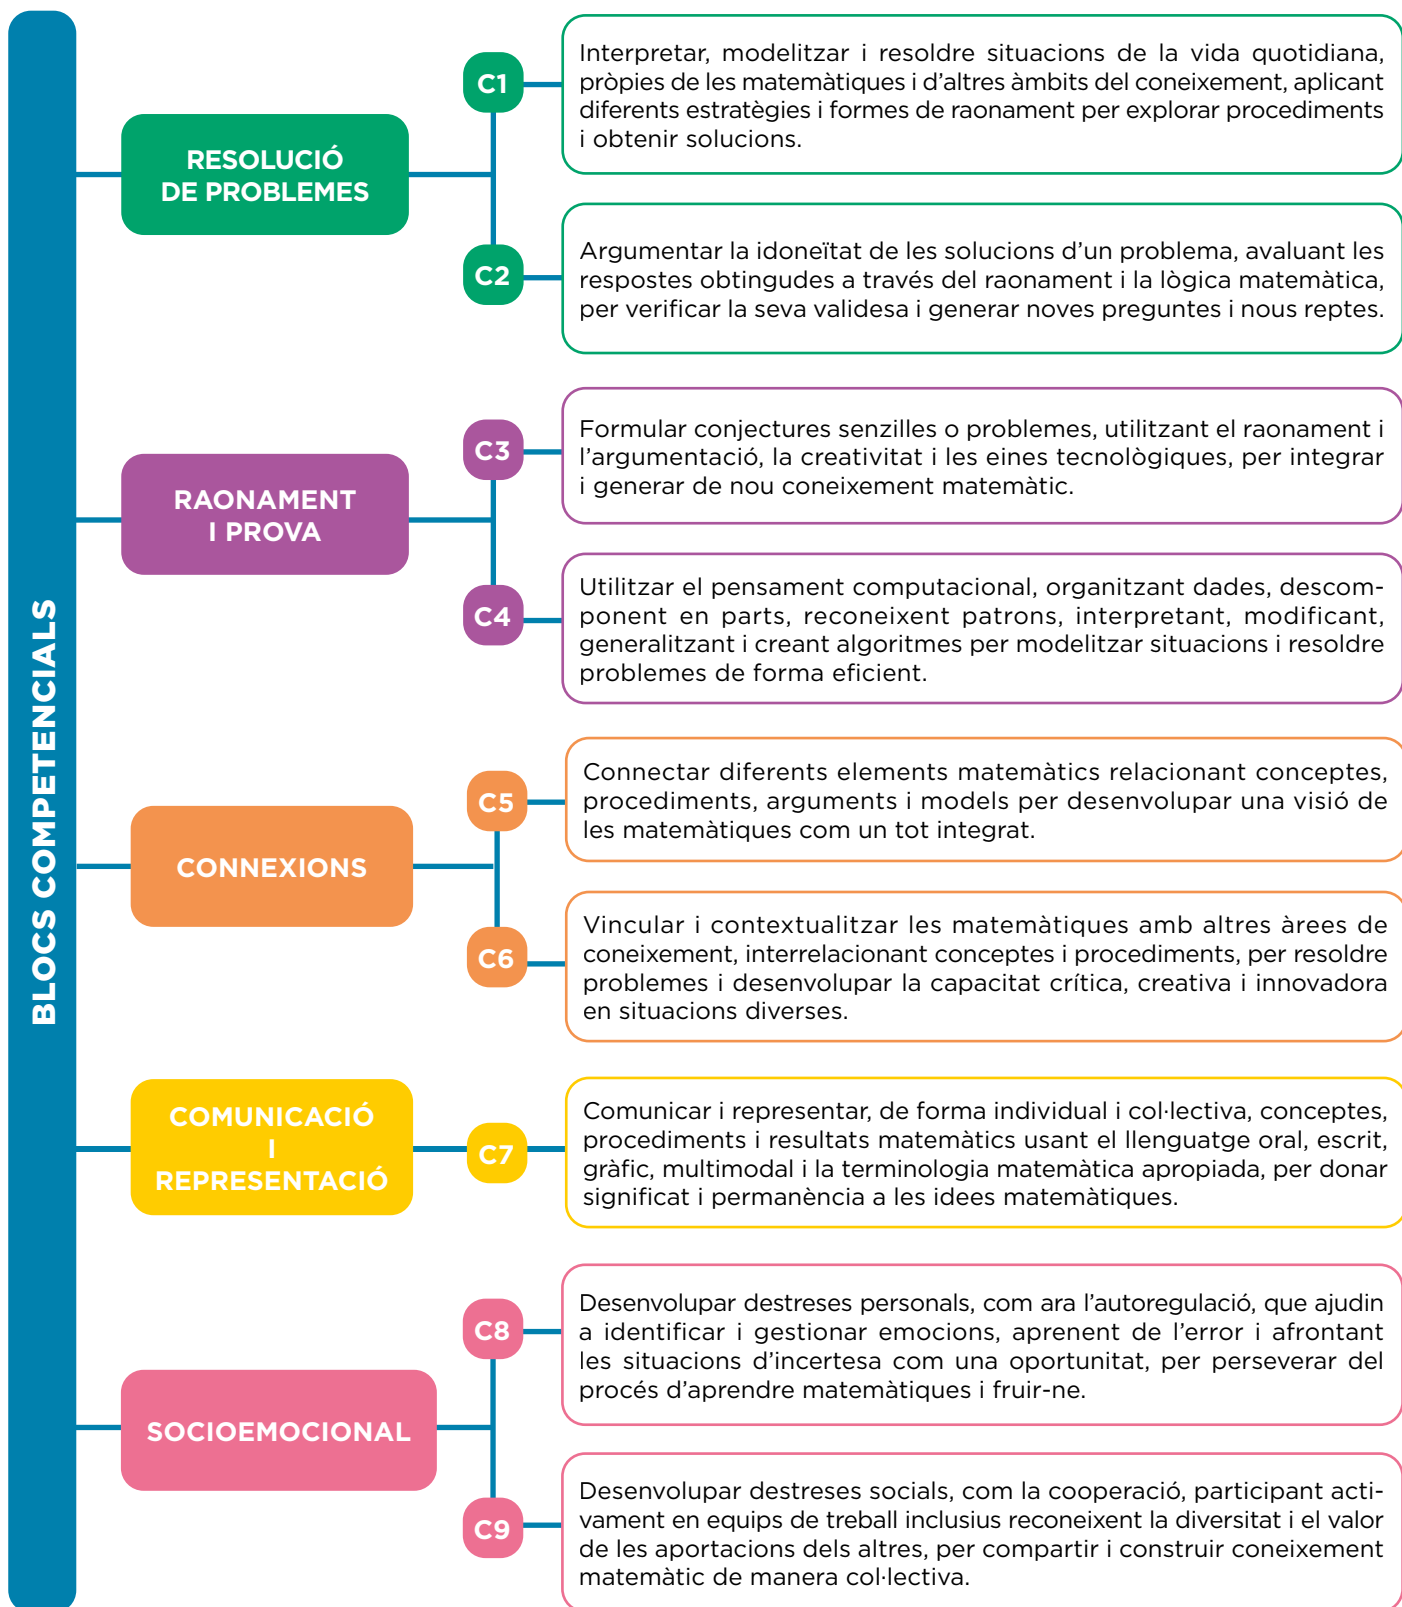 BLOCS COMPETENCIALS
RESOLUCIÓ
DE PROBLEMES
C1
Interpretar, modelitzar i resoldre situacions de la vida quotidiana,
pròpies de les matemàtiques i d’altres àmbits del coneixement, aplicant
diferents estratègies i formes de raonament per explorar procediments
i obtenir solucions.
C2
Argumentar la idoneïtat de les solucions d’un problema, avaluant les
respostes obtingudes a través del raonament i la lògica matemàtica,
per verificar la seva validesa i generar noves preguntes i nous reptes.
RAONAMENT
I PROVA
C3
Formular conjectures senzilles o problemes, utilitzant el raonament i
l’argumentació, la creativitat i les eines tecnològiques, per integrar
i generar de nou coneixement matemàtic.
C4
Utilitzar el pensament computacional, organitzant dades, descom-
ponent en parts, reconeixent patrons, interpretant, modificant,
generalitzant i creant algoritmes per modelitzar situacions i resoldre
problemes de forma eficient.
CONNEXIONS
C5
Connectar diferents elements matemàtics relacionant conceptes,
procediments, arguments i models per desenvolupar una visió de
les matemàtiques com un tot integrat.
C6
Vincular i contextualitzar les matemàtiques amb altres àrees de
coneixement, interrelacionant conceptes i procediments, per resoldre
problemes i desenvolupar la capacitat crítica, creativa i innovadora
en situacions diverses.
COMUNICACIÓ
I
REPRESENTACIÓ
C7
Comunicar i representar, de forma individual i col·lectiva, conceptes,
procediments i resultats matemàtics usant el llenguatge oral, escrit,
gràfic, multimodal i la terminologia matemàtica apropiada, per donar
significat i permanència a les idees matemàtiques.
SOCIOEMOCIONAL
C8
Desenvolupar destreses personals, com ara l’autoregulació, que ajudin
a identificar i gestionar emocions, aprenent de l’error i afrontant
les situacions d’incertesa com una oportunitat, per perseverar del
procés d’aprendre matemàtiques i fruir-ne.
C9
Desenvolupar destreses socials, com la cooperació, participant acti-
vament en equips de treball inclusius reconeixent la diversitat i el valor
de les aportacions dels altres, per compartir i construir coneixement
matemàtic de manera col·lectiva.